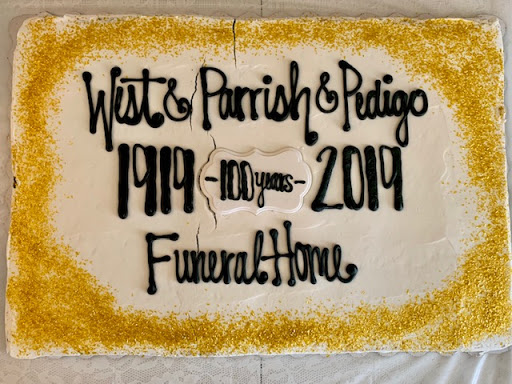 West & Parrish & Pedigo
1919 -100 years- 2019
Funeral Home